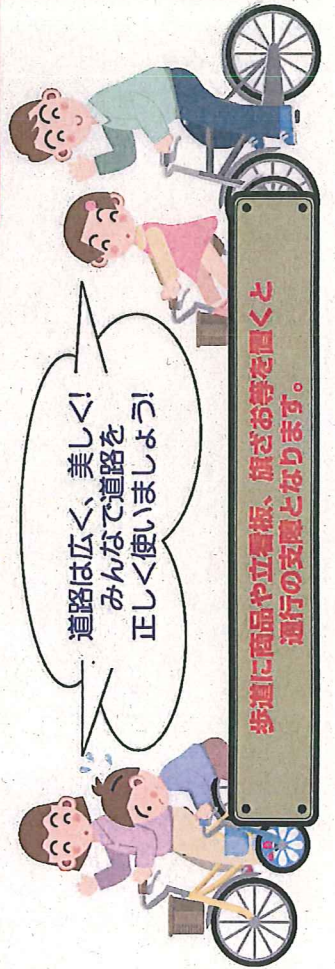 道路は広く、美しく!
みんなで道路を
正しく使いましょう!
歩道に商品や立看板、旗ざお等を置くと
通行の支障となります。